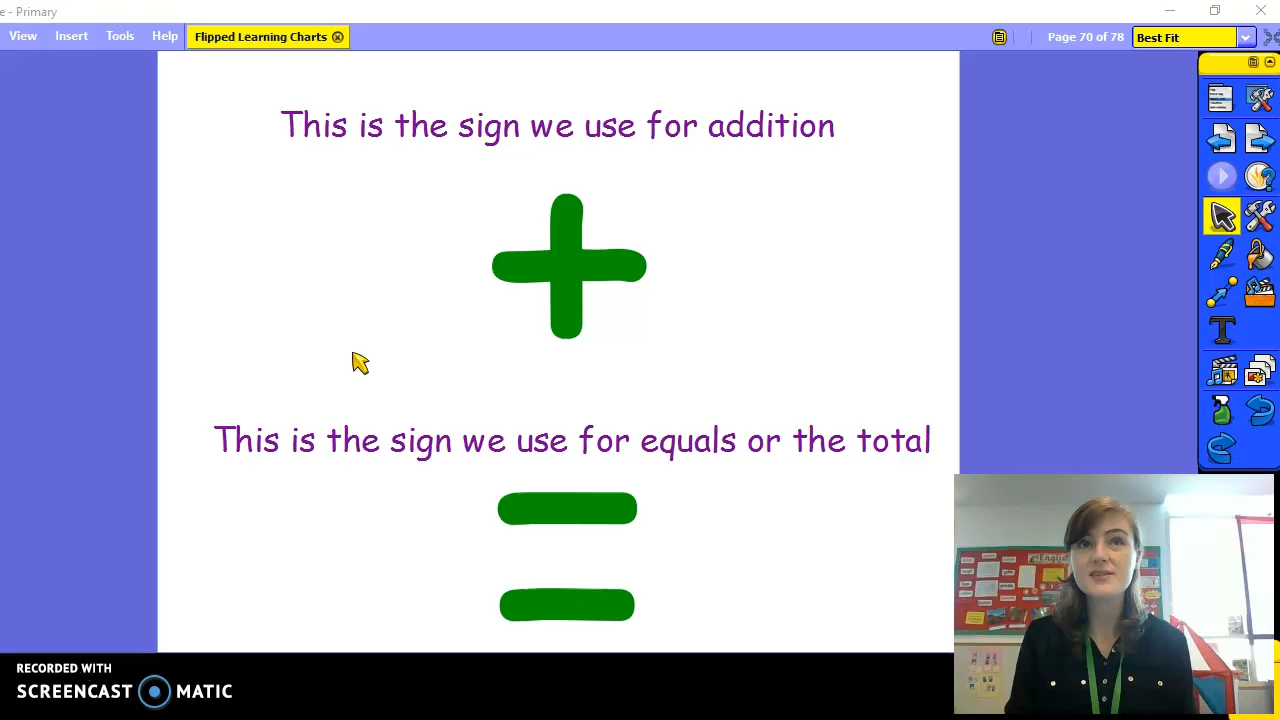 e - Primary
View Insert Tools Help Flipped Learning Charts Page 70 of 78 Best Fit
This is the sign we use for addition
+
This is the sign we use for equals or the total
=
English
RECORDED WITH
SCREENCAST MATIC